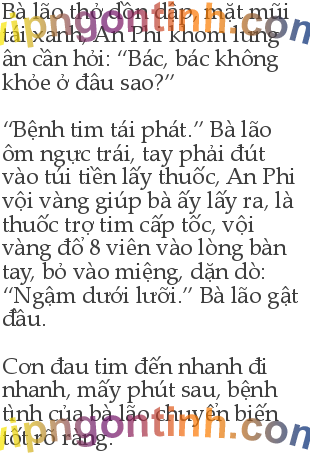 Bà lão thở dồn dập, mặt mũi
tái xanh, An Phi khom lưng
ân cần hỏi: “Bác, bác không
khỏe ở đâu sao?”
“Bệnh tim tái phát.” Bà lão
ôm ngực trái, tay phải đút
vào túi tiền lấy thuốc, An Phi
vội vàng giúp bà ấy lấy ra, là
thuốc trợ tim cấp tốc, vội
vàng đổ 8 viên vào lòng bàn
tay, bỏ vào miệng, dặn dò:
“Ngậm dưới lưỡi.” Bà lão gật
đâu.
Cơn đau tim đến nhanh đi
nhanh, mấy phút sau, bệnh
tình của bà lão chuyển biến
tốt rõ ràng.